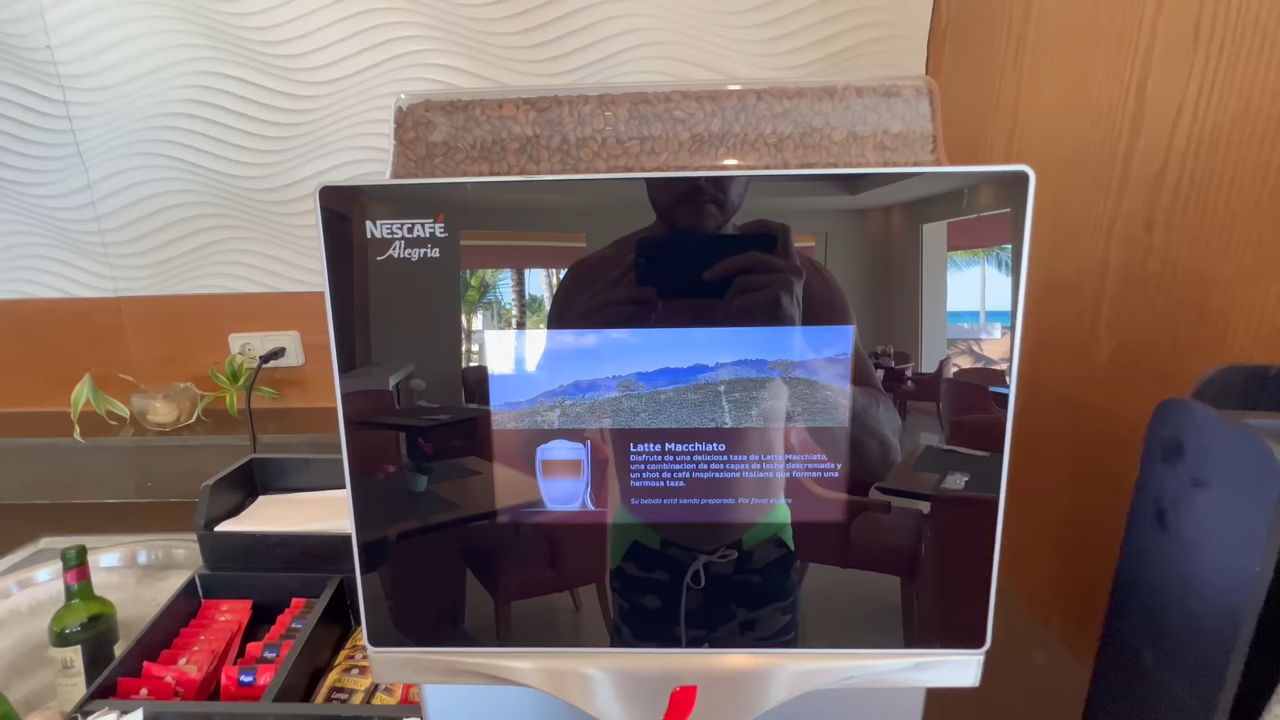 NESCAFÉ
Alegria
Latte Macchiato
Disfrute de una deliciosa taza de Latte Macchiato,
una combinacion de dos capas de leche descremada y
un shot de café Inspirazione Italiana que forman una
hermosa taza.
Su bebida está siendo preparada. Por favor espere
Lemon